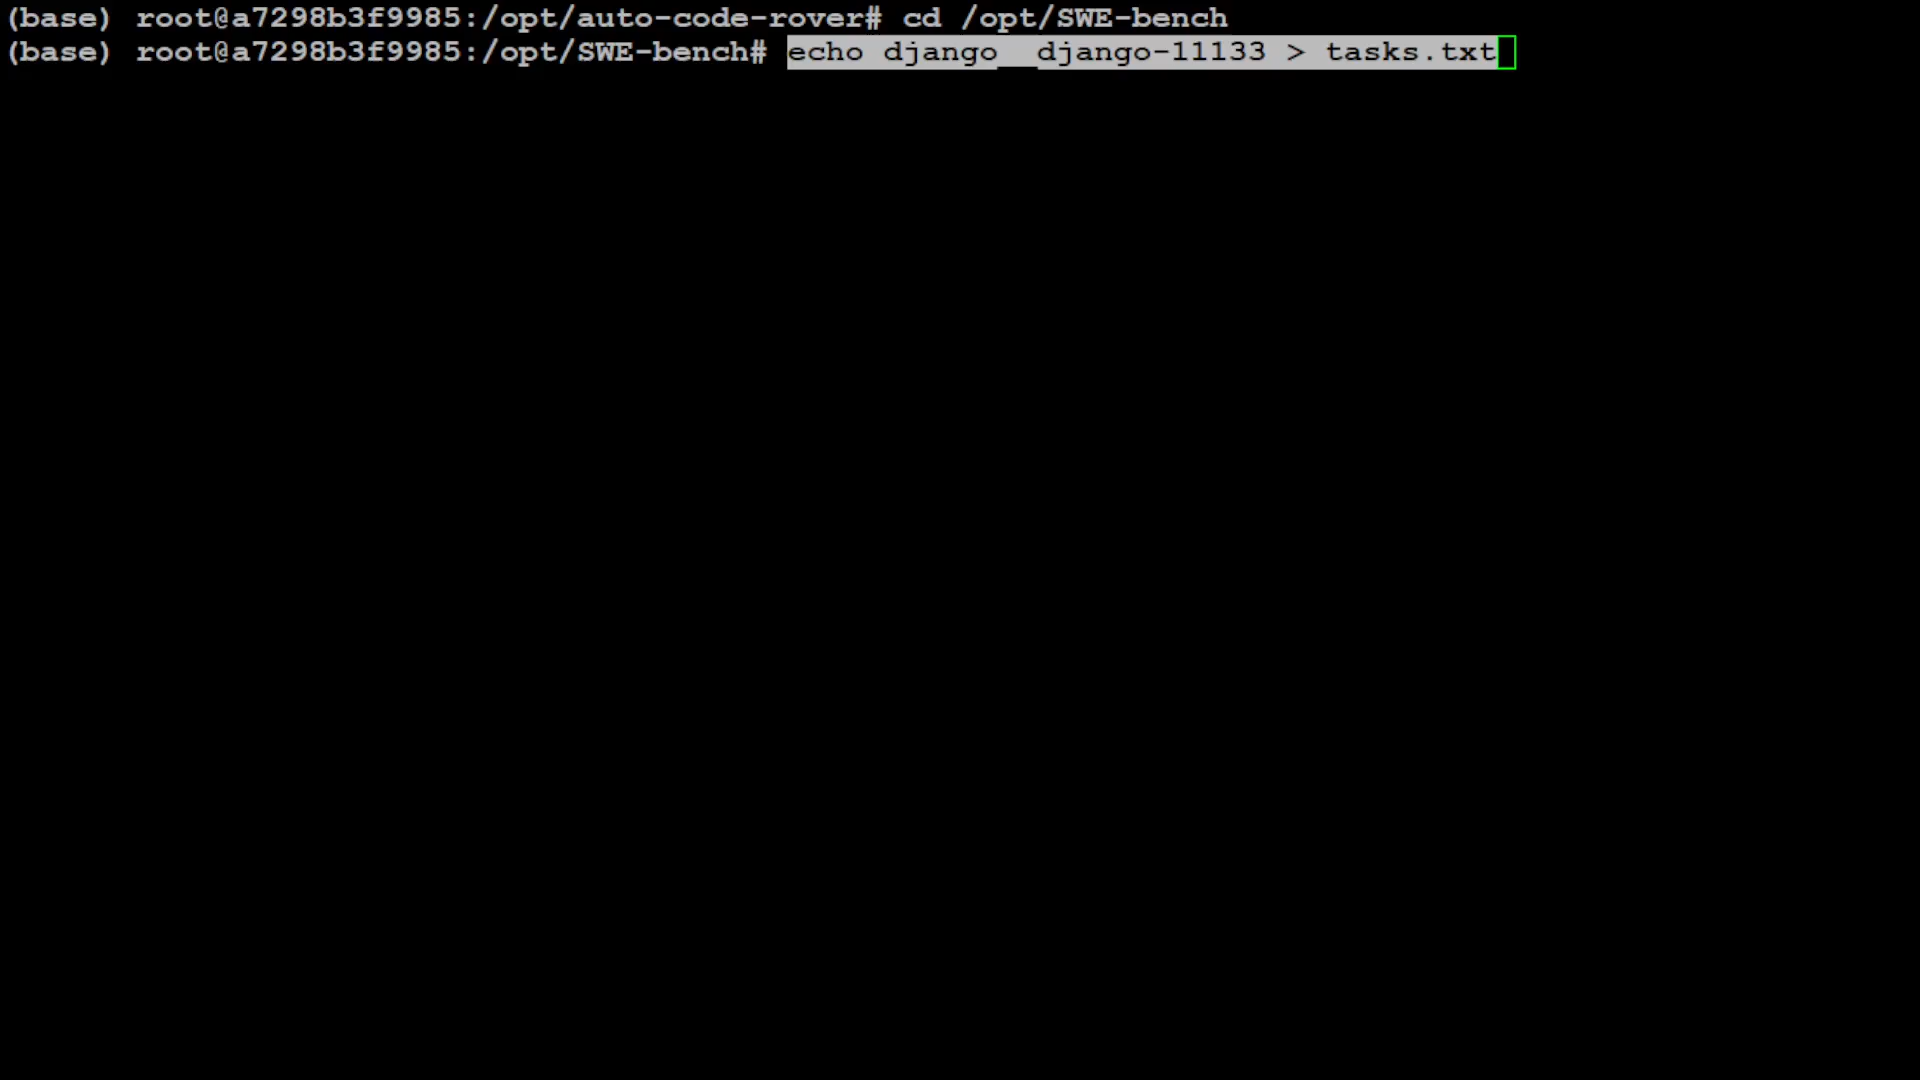 (base) root@a7298b3f9985:/opt/auto-code-rover# cd /opt/SWE-bench
(base) root@a7298b3f9985:/opt/SWE-bench# echo django__django-11133 > tasks.txt